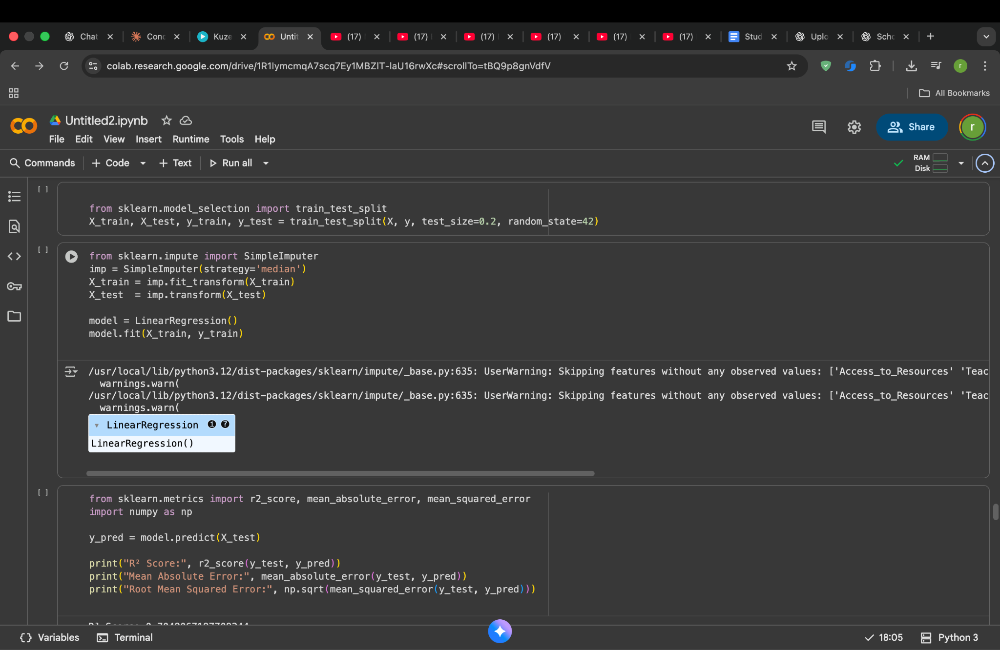 Chat
Conc
Kuze
Untit
(17)
(17)
(17)
(17)
(17)
(17)
Stud
Uplo
Scho
colab.research.google.com/drive/1R1lymcmqA7scq7Ey1MBZIT-laU16rwXc#scrollTo=tBQ9p8gnVdfV
r
All Bookmarks
Untitled2.ipynb
File Edit View Insert Runtime Tools Help
Share
r
Commands + Code + Text Run all
RAM
Disk
[ ]
from sklearn.model_selection import train_test_split
X_train, X_test, y_train, y_test = train_test_split(X, y, test_size=0.2, random_state=42)
[ ]
from sklearn.impute import SimpleImputer
imp = SimpleImputer(strategy='median')
X_train = imp.fit_transform(X_train)
X_test  = imp.transform(X_test)
model = LinearRegression()
model.fit(X_train, y_train)
/usr/local/lib/python3.12/dist-packages/sklearn/impute/_base.py:635: UserWarning: Skipping features without any observed values: ['Access_to_Resources' 'Teac
warnings.warn(
/usr/local/lib/python3.12/dist-packages/sklearn/impute/_base.py:635: UserWarning: Skipping features without any observed values: ['Access_to_Resources' 'Teac
warnings.warn(
LinearRegression i ?
LinearRegression()
[ ]
from sklearn.metrics import r2_score, mean_absolute_error, mean_squared_error
import numpy as np
y_pred = model.predict(X_test)
print("R² Score:", r2_score(y_test, y_pred))
print("Mean Absolute Error:", mean_absolute_error(y_test, y_pred))
print("Root Mean Squared Error:", np.sqrt(mean_squared_error(y_test, y_pred)))
R² Score:
Variables Terminal
18:05 Python 3